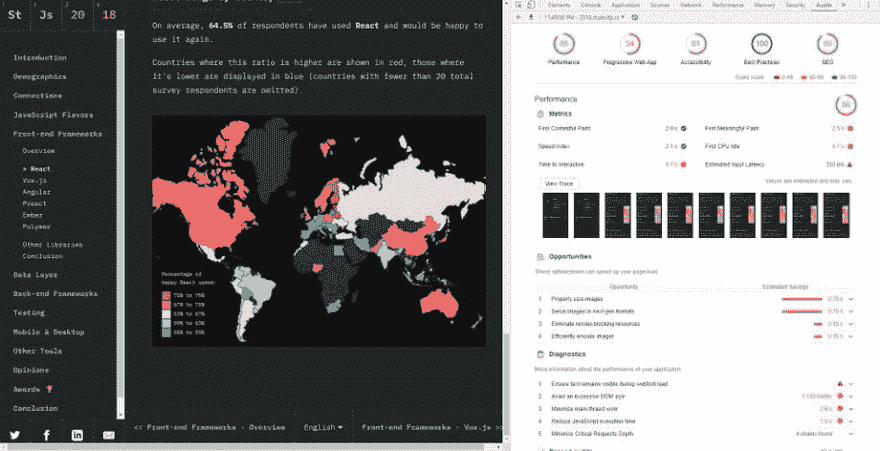 St Js 20 18
Introduction
Demographics
Connections
JavaScript Flavors
Front-end Frameworks
Overview
> React
Vue.js
Angular
Preact
Ember
Polymer
Other Libraries
Conclusion
Data Layer
Back-end Frameworks
Testing
Mobile & Desktop
Other Tools
Opinions
Awards
Conclusion
On average, 64.5% of respondents have used React and would be happy to
use it again.
Countries where this ratio is higher are shown in red, those where
it's lower are displayed in blue (countries with fewer than 20 total
survey respondents are omitted).
Percentage of
happy React users:
<< Front-end Frameworks · Overview
English
Front-end Frameworks · Vue.js >>
Elements Console Application Sources Network Performance Memory Security Audits
Performance
Progressive Web App
Accessibility
100
Best Practices
SEO
Performance
Metrics
First Contentful Paint
First Meaningful Paint
Speed Index
First CPU Idle
Time to Interactive
Estimated Input Latency
View Trace
Values are estimated and may vary.
Opportunities
These optimizations can speed up your page load.
Opportunity
Estimated Savings
1 Properly size images
2 Serve images in next-gen formats
3 Eliminate render-blocking resources
4 Efficiently encode images
Diagnostics
More information about the performance of your application.
1 Ensure text remains visible during webfont load
2 Avoid an excessive DOM size
3 Minimize main-thread work
4 Reduce JavaScript execution time
5 Minimize Critical Requests Depth
4 chains found